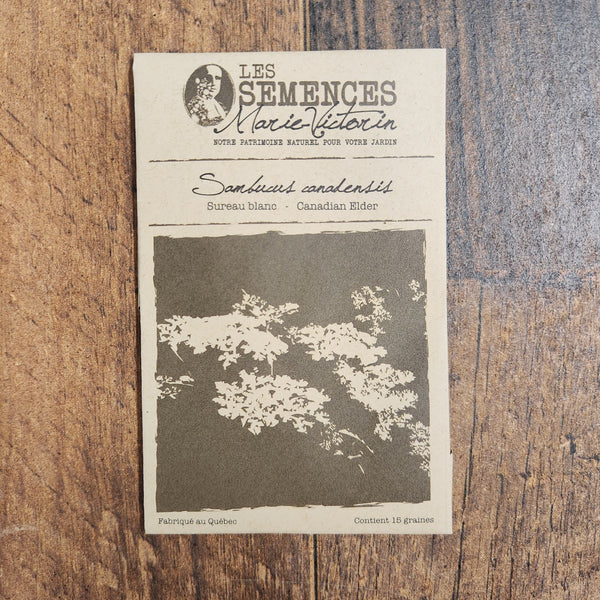 LES
SEMENCES
Marie-Victorin
NOTRE PATRIMOINE NATUREL POUR VOTRE JARDIN
Sambucus canadensis
Sureau blanc - Canadian Elder
Fabriqué au Québec
Contient 15 graines